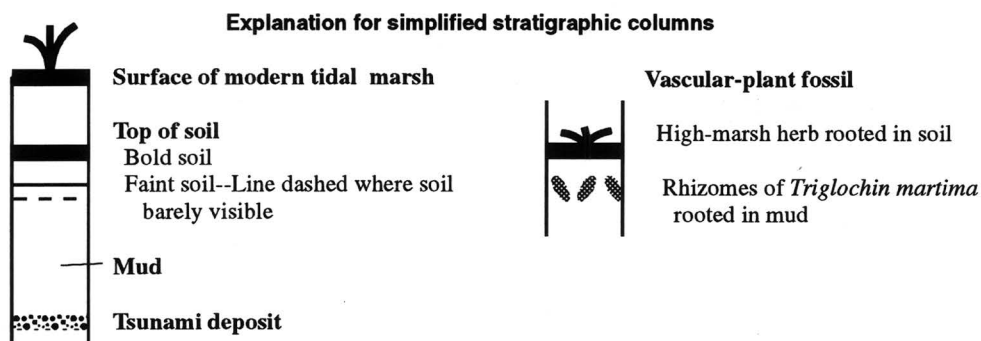 Explanation for simplified stratigraphic columns
Surface of modern tidal marsh
Top of soil
Bold soil
Faint soil--Line dashed where soil
barely visible
Mud
Tsunami deposit
Vascular-plant fossil
High-marsh herb rooted in soil
Rhizomes of Triglochin martima
rooted in mud